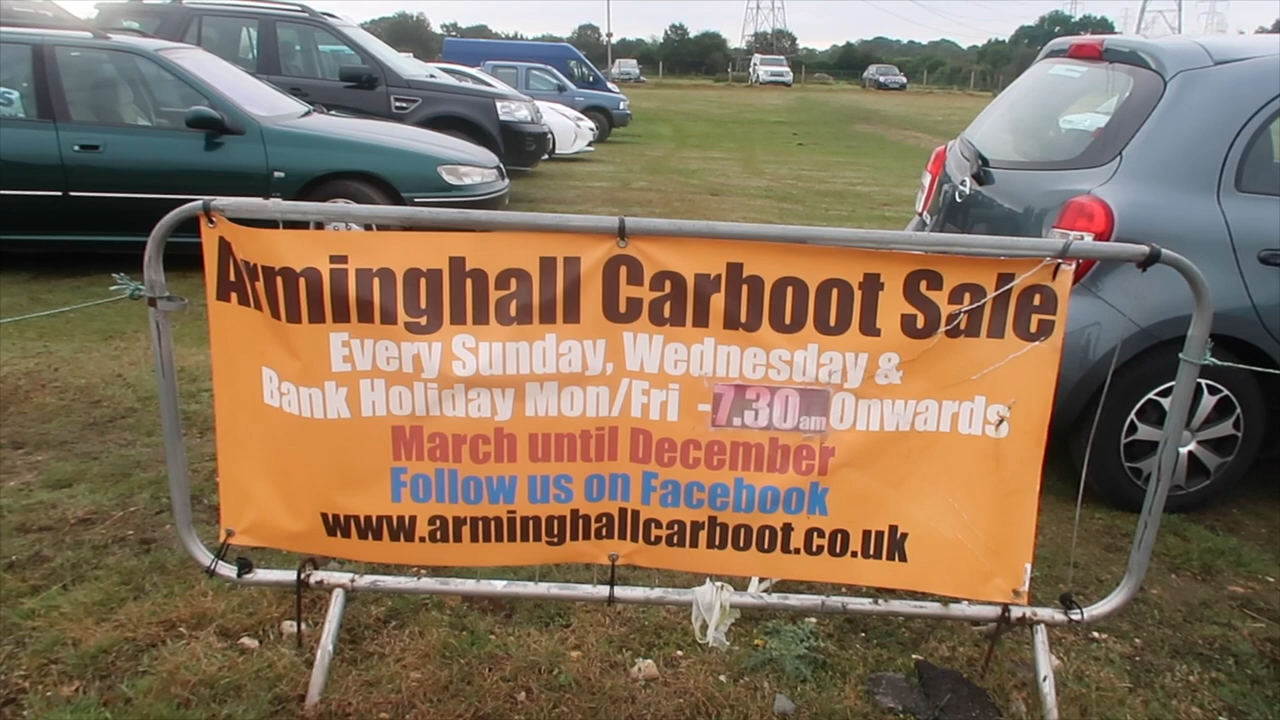 Arminghall Carboot Sale
Every Sunday, Wednesday &
Bank Holiday Mon/Fri -7.30am Onwards
March until December
Follow us on Facebook
www.arminghallcarboot.co.uk